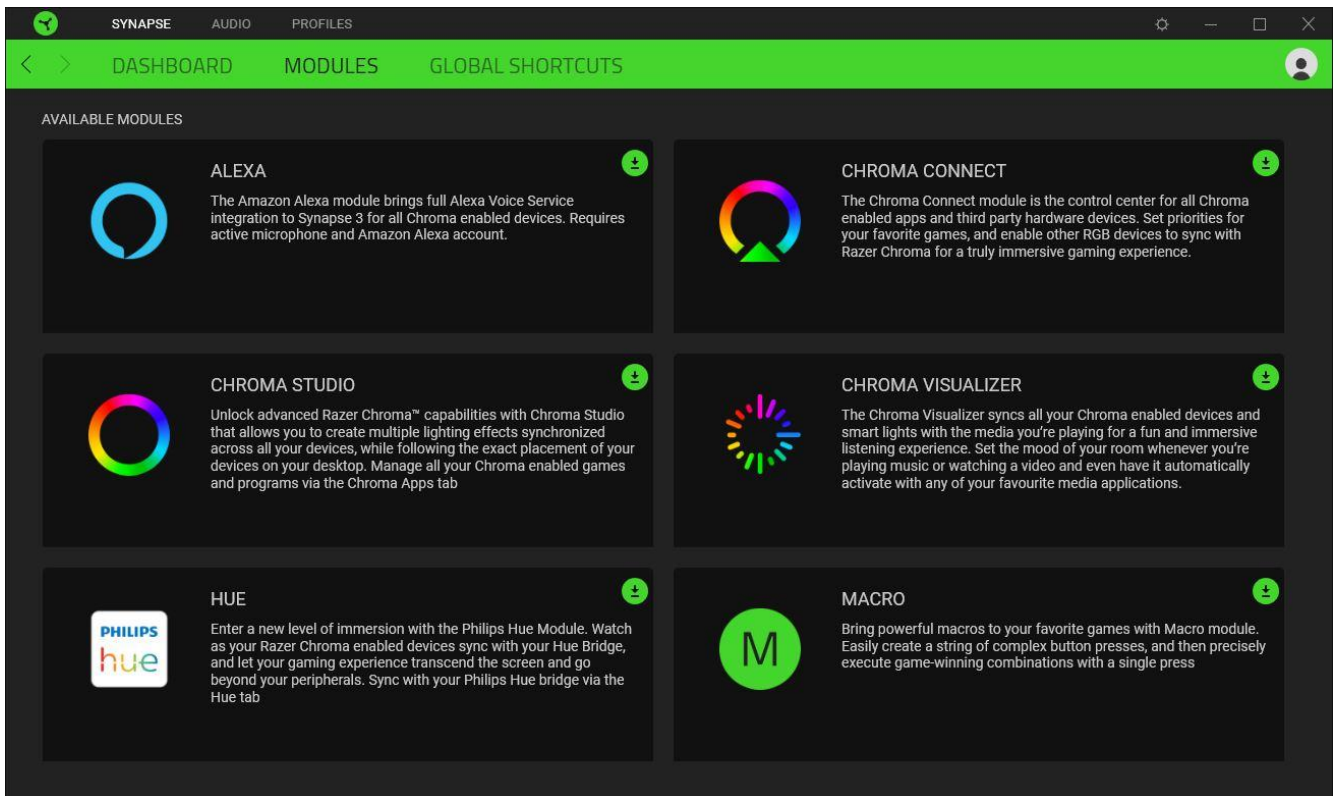 SYNAPSE AUDIO PROFILES
DASHBOARD MODULES GLOBAL SHORTCUTS
AVAILABLE MODULES
ALEXA
The Amazon Alexa module brings full Alexa Voice Service
integration to Synapse 3 for all Chroma enabled devices. Requires
active microphone and Amazon Alexa account.
CHROMA CONNECT
The Chroma Connect module is the control center for all Chroma
enabled apps and third party hardware devices. Set priorities for
your favorite games, and enable other RGB devices to sync with
Razer Chroma for a truly immersive gaming experience.
CHROMA STUDIO
Unlock advanced Razer Chroma™ capabilities with Chroma Studio
that allows you to create multiple lighting effects synchronized
across all your devices, while following the exact placement of your
devices on your desktop. Manage all your Chroma enabled games
and programs via the Chroma Apps tab
CHROMA VISUALIZER
The Chroma Visualizer syncs all your Chroma enabled devices and
smart lights with the media you're playing for a fun and immersive
listening experience. Set the mood of your room whenever you're
playing music or watching a video and even have it automatically
activate with any of your favourite media applications.
PHILIPS
hue
HUE
Enter a new level of immersion with the Philips Hue Module. Watch
as your Razer Chroma enabled devices sync with your Hue Bridge,
and let your gaming experience transcend the screen and go
beyond your peripherals. Sync with your Philips Hue bridge via the
Hue tab
M
MACRO
Bring powerful macros to your favorite games with Macro module.
Easily create a string of complex button presses, and then precisely
execute game-winning combinations with a single press